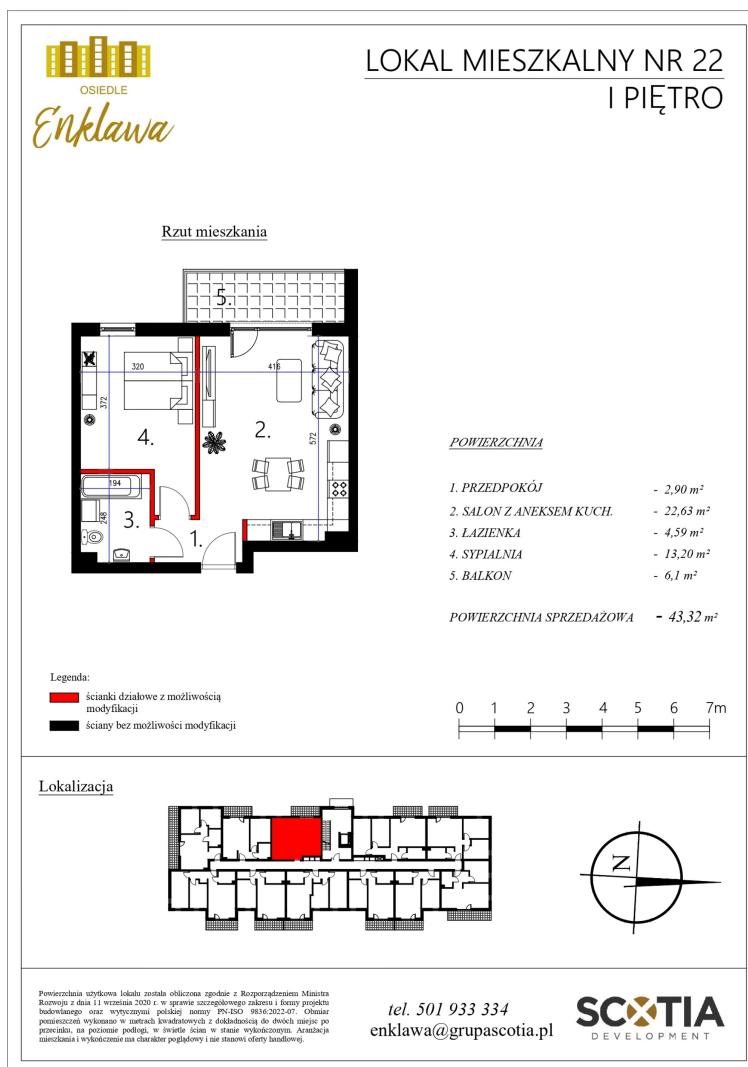 OSIEDLE
Enklawa
LOKAL MIESZKALNY NR 22
I PIĘTRO
Rzut mieszkania
5.
320
416
372
4.
2.
572
194
3.
248
1.
POWIERZCHNIA
1. PRZEDPOKÓJ - 2,90 m²
2. SALON Z ANEKSEM KUCH. - 22,63 m²
3. ŁAZIENKA - 4,59 m²
4. SYPIALNIA - 13,20 m²
5. BALKON - 6,1 m²
POWIERZCHNIA SPRZEDAŻOWA - 43,32 m²
Legenda:
ścianki działowe z możliwością
modyfikacji
ściany bez możliwości modyfikacji
0 1 2 3 4 5 6 7m
Lokalizacja
N
Powierzchnia użytkowa lokalu została obliczona zgodnie z Rozporządzeniem Ministra
Rozwoju z dnia 11 września 2020 r. w sprawie szczegółowego zakresu i formy projektu
budowlanego oraz wytycznymi polskiej normy PN-ISO 9836:2022-07. Obmiar
pomieszczeń wykonano w metrach kwadratowych z dokładnością do dwóch miejsc po
przecinku, na poziomie podłogi, w świetle ścian w stanie wykończonym. Aranżacja
mieszkania i wykończenie ma charakter poglądowy i nie stanowi oferty handlowej.
tel. 501 933 334
enklawa@grupascotia.pl
SCOTIA
DEVELOPMENT